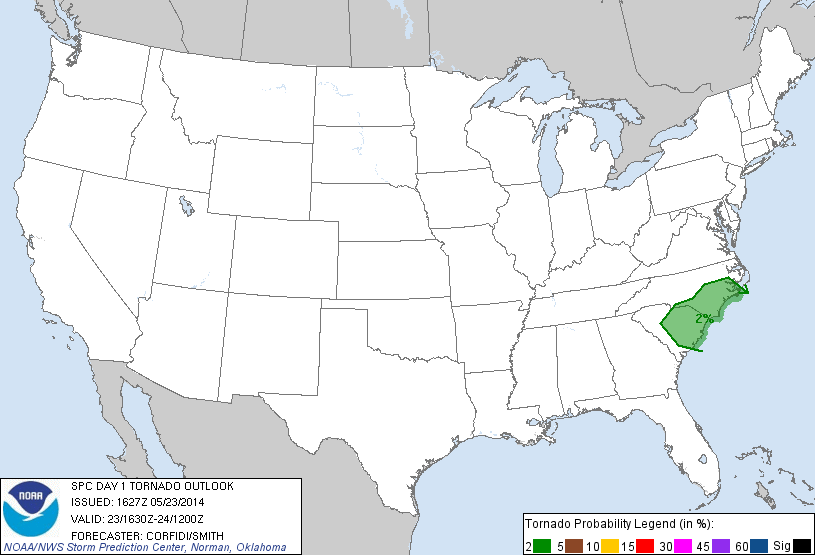 2%
SPC DAY 1 TORNADO OUTLOOK
ISSUED: 1627Z 05/23/2014
VALID: 23/1630Z-24/1200Z
FORECASTER: CORFIDI/SMITH
NOAA/NWS Storm Prediction Center, Norman, Oklahoma
NOAA
Tornado Probability Legend (in %):
2 5 10 15 30 45 60 Sig